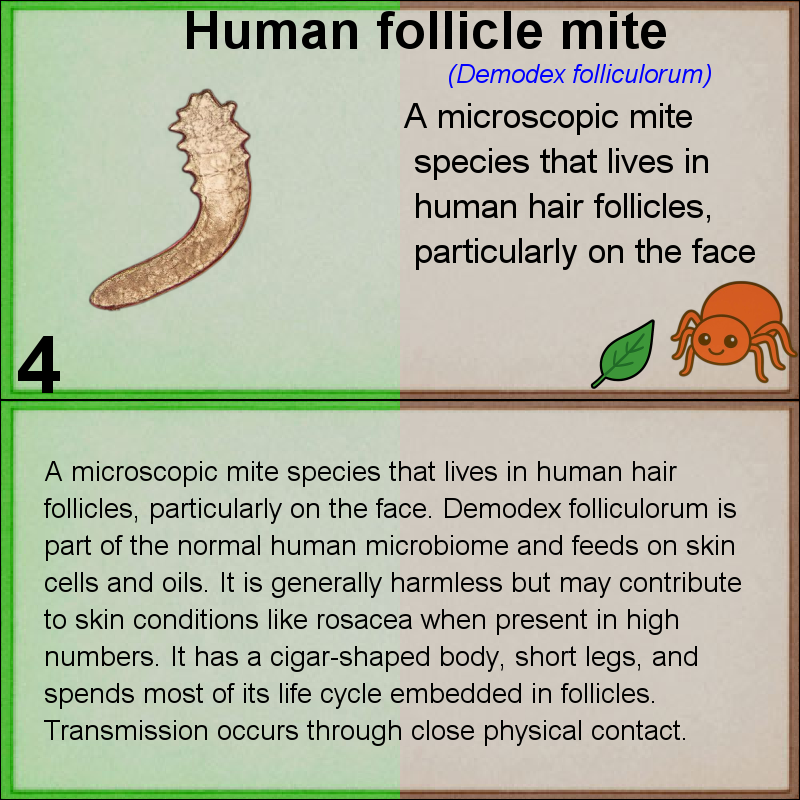 Human follicle mite
(Demodex folliculorum)
A microscopic mite
species that lives in
human hair follicles,
particularly on the face
4
A microscopic mite species that lives in human hair
follicles, particularly on the face. Demodex folliculorum is
part of the normal human microbiome and feeds on skin
cells and oils. It is generally harmless but may contribute
to skin conditions like rosacea when present in high
numbers. It has a cigar-shaped body, short legs, and
spends most of its life cycle embedded in follicles.
Transmission occurs through close physical contact.